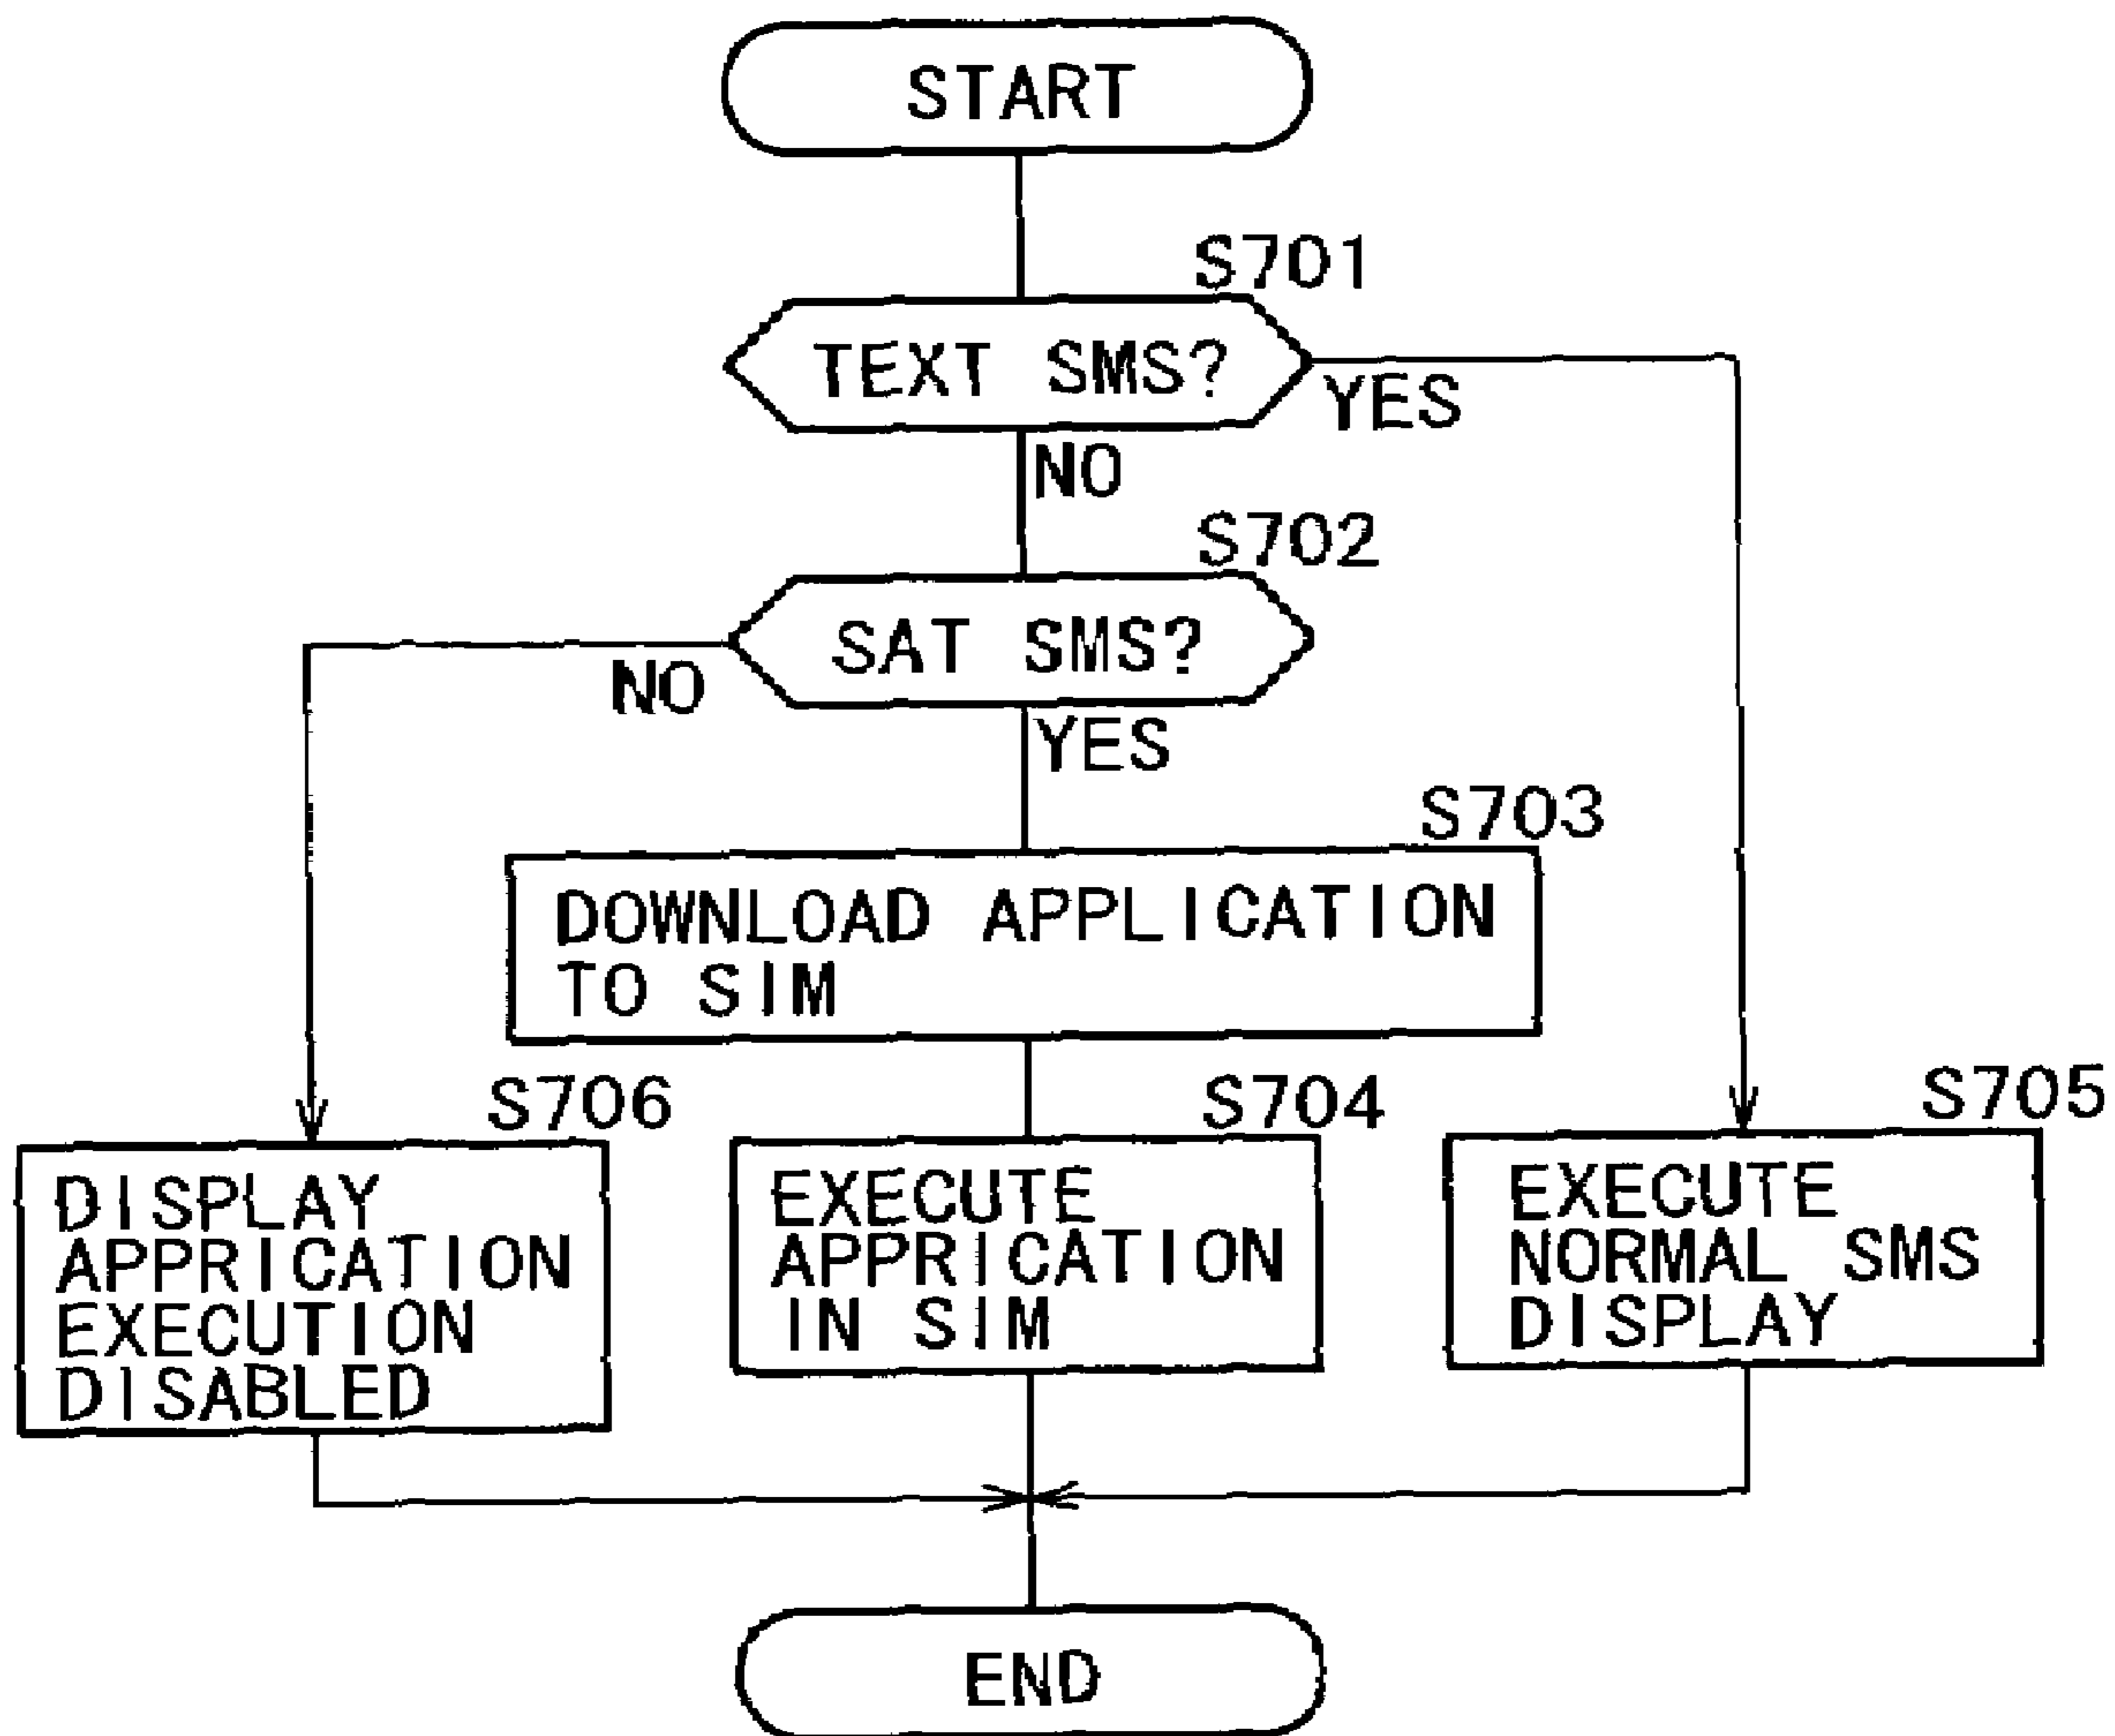 START
S701
TEXT SMS?
YES
NO
S702
SAT SMS?
NO
YES
S703
DOWNLOAD APPLICATION
TO SIM
S706
DISPLAY
APPRICATION
EXECUTION
DISABLED
S704
EXECUTE
APPRICATION
IN SIM
S705
EXECUTE
NORMAL SMS
DISPLAY
END